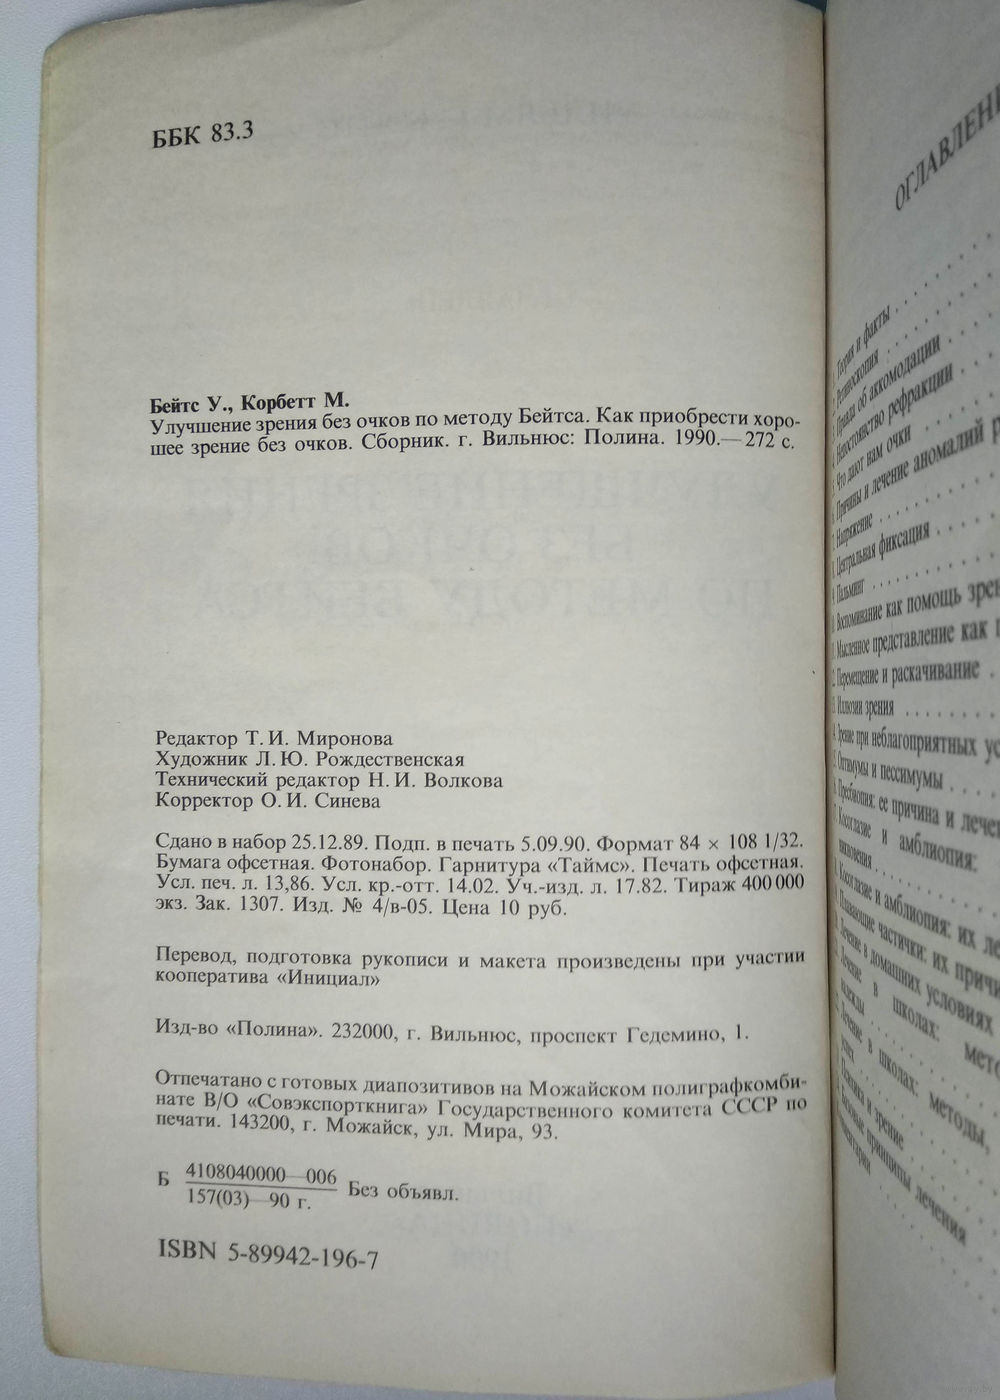 ББК 83.3
Бейтс У., Корбетт М.
Улучшение зрения без очков по методу Бейтса. Как приобрести хоро-
шее зрение без очков. Сборник. г. Вильнюс: Полина. 1990.—272 с.
Редактор Т. И. Миронова
Художник Л. Ю. Рождественская
Технический редактор Н. И. Волкова
Корректор О. И. Синева
Сдано в набор 25.12.89. Подп. в печать 5.09.90. Формат 84 × 108 1/32.
Бумага офсетная. Фотонабор. Гарнитура «Таймс». Печать офсетная.
Усл. печ. л. 13,86. Усл. кр.-отт. 14.02. Уч.-изд. л. 17.82. Тираж 400 000
экз. Зак. 1307. Изд. № 4/в-05. Цена 10 руб.
Перевод, подготовка рукописи и макета произведены при участии
кооператива «Инициал»
Изд-во «Полина». 232000, г. Вильнюс, проспект Гедемино, 1.
Отпечатано с готовых диапозитивов на Можайском полиграфкомби-
нате В/О «Совэкспорткнига» Государственного комитета СССР по
печати. 143200, г. Можайск, ул. Мира, 93.
Б 4108040000—006 Без объявл.
157(03)—90 г.
ISBN 5-89942-196-7
ОГЛАВЛЕНИ
Теория и факты
Ретиноскопия
Правда об аккомодации
Непостоянство рефракции
Что дают нам очки
Причины и лечение аномалий р
Напряжение
Центральная фиксация
Пальминг
Воспоминание как помощь зре
Мысленное представление как п
Перемещение и раскачивание
Иллюзии зрения
Зрение при неблагоприятных ус
Оптимумы и пессимумы
Пресбиопия: ее причина и лече
Косоглазие и амблиопия:
Косоглазие и амблиопия: их ле
Плавающие частички: их причи
Лечение в домашних условиях
Лечение в школах: мето
надежды
Лечение в школах: методы,
успех
Психика и зрение
принципы лечения